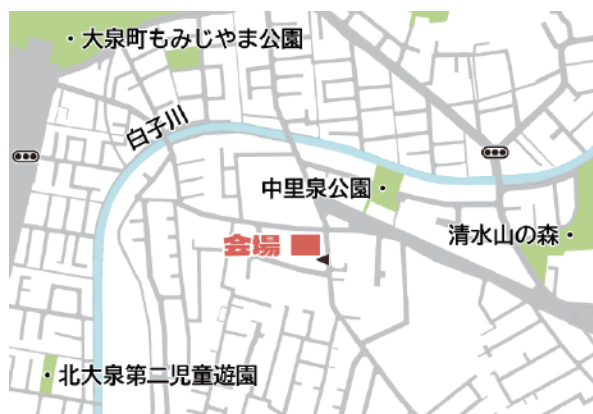 ・大泉町もみじやま公園
白子川
中里泉公園・
清水山の森・
会場
・北大泉第二児童遊園